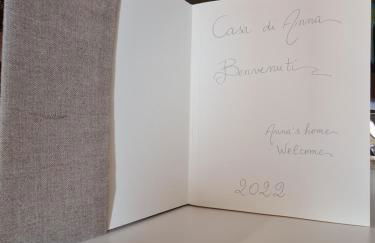 Casa di Anna
Benvenuti
Anna's home
Welcome
2022